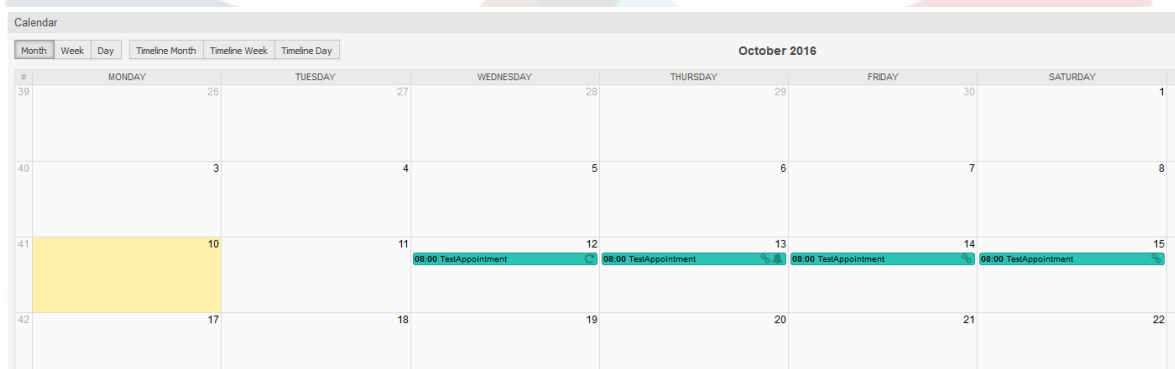 Calendar
Month Week Day Timeline Month Timeline Week Timeline Day October 2016
# MONDAY TUESDAY WEDNESDAY THURSDAY FRIDAY SATURDAY
39 26 27 28 29 30 1
40 3 4 5 6 7 8
41 10 11 12 13 14 15
08:00 TestAppointment 08:00 TestAppointment 08:00 TestAppointment 08:00 TestAppointment
42 17 18 19 20 21 22